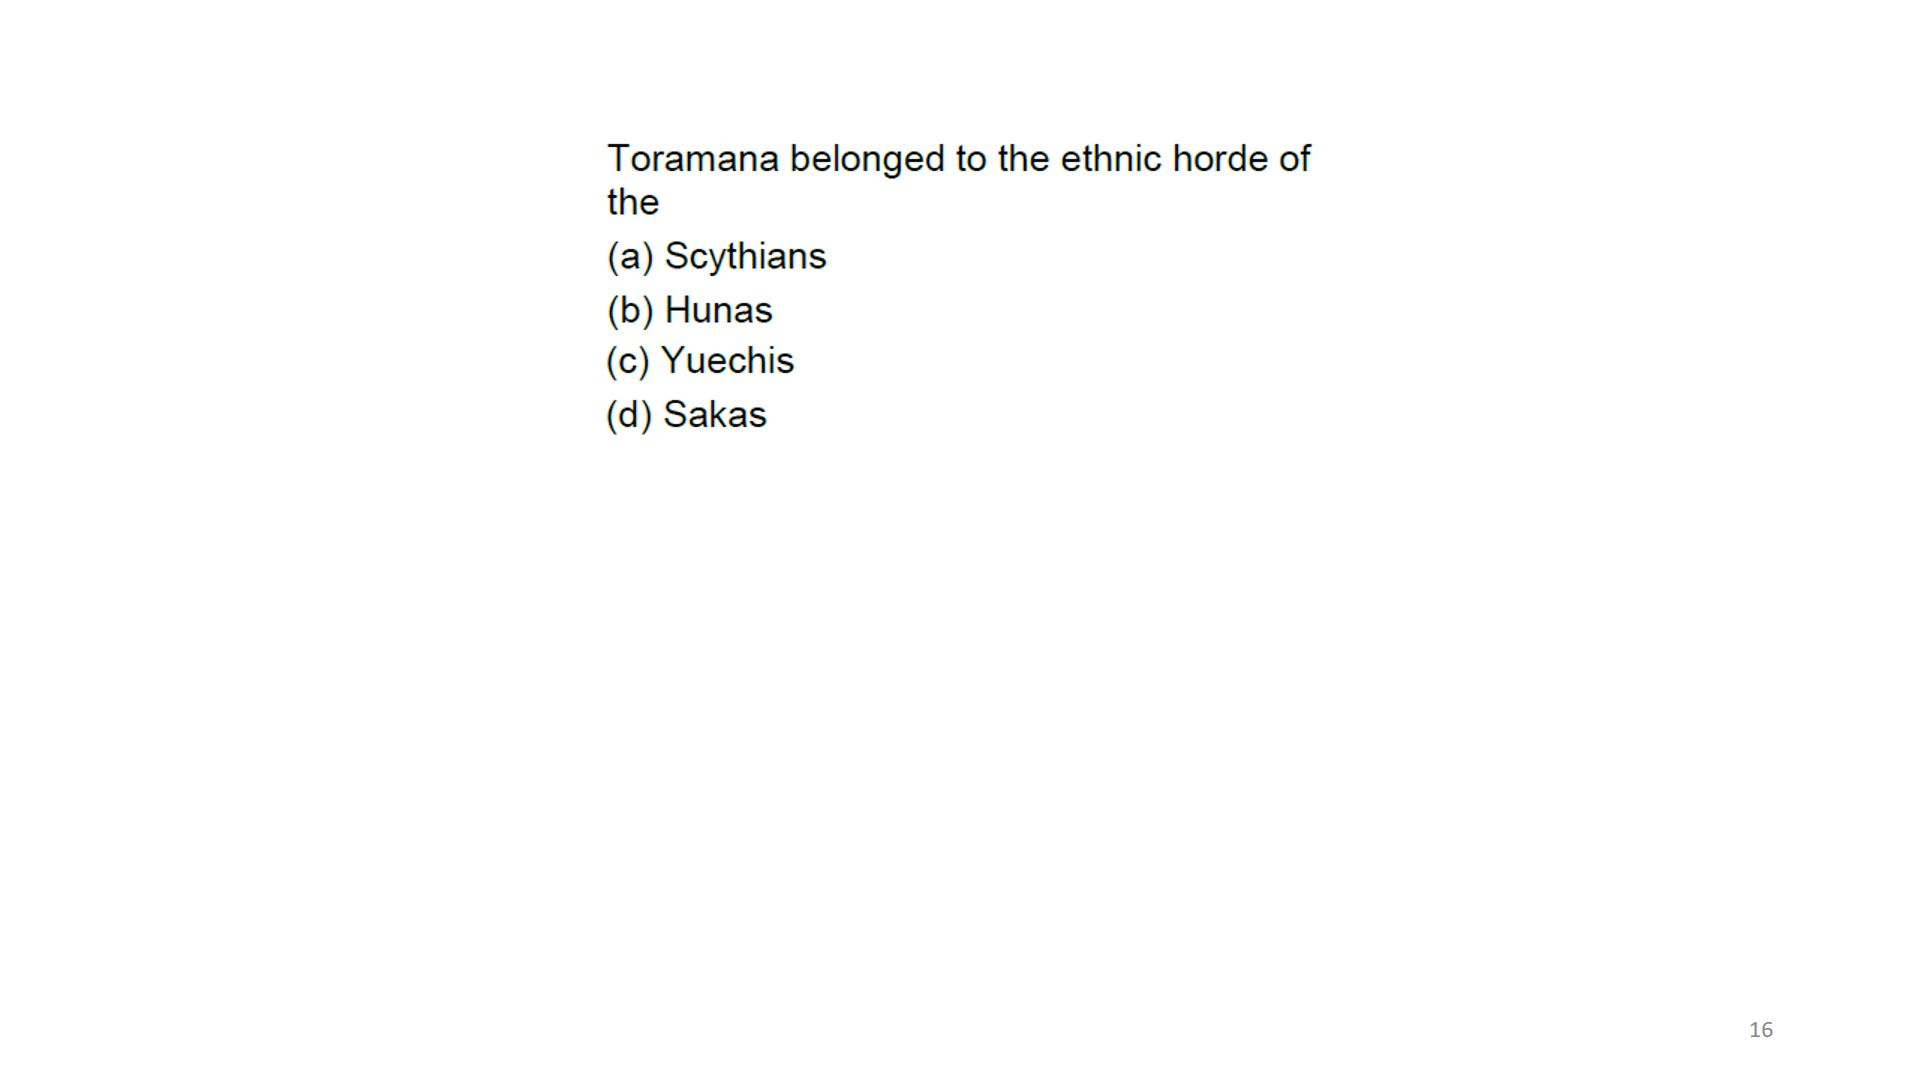 Toramana belonged to the ethnic horde of
the
(a) Scythians
(b) Hunas
(c) Yuechis
(d) Sakas
16